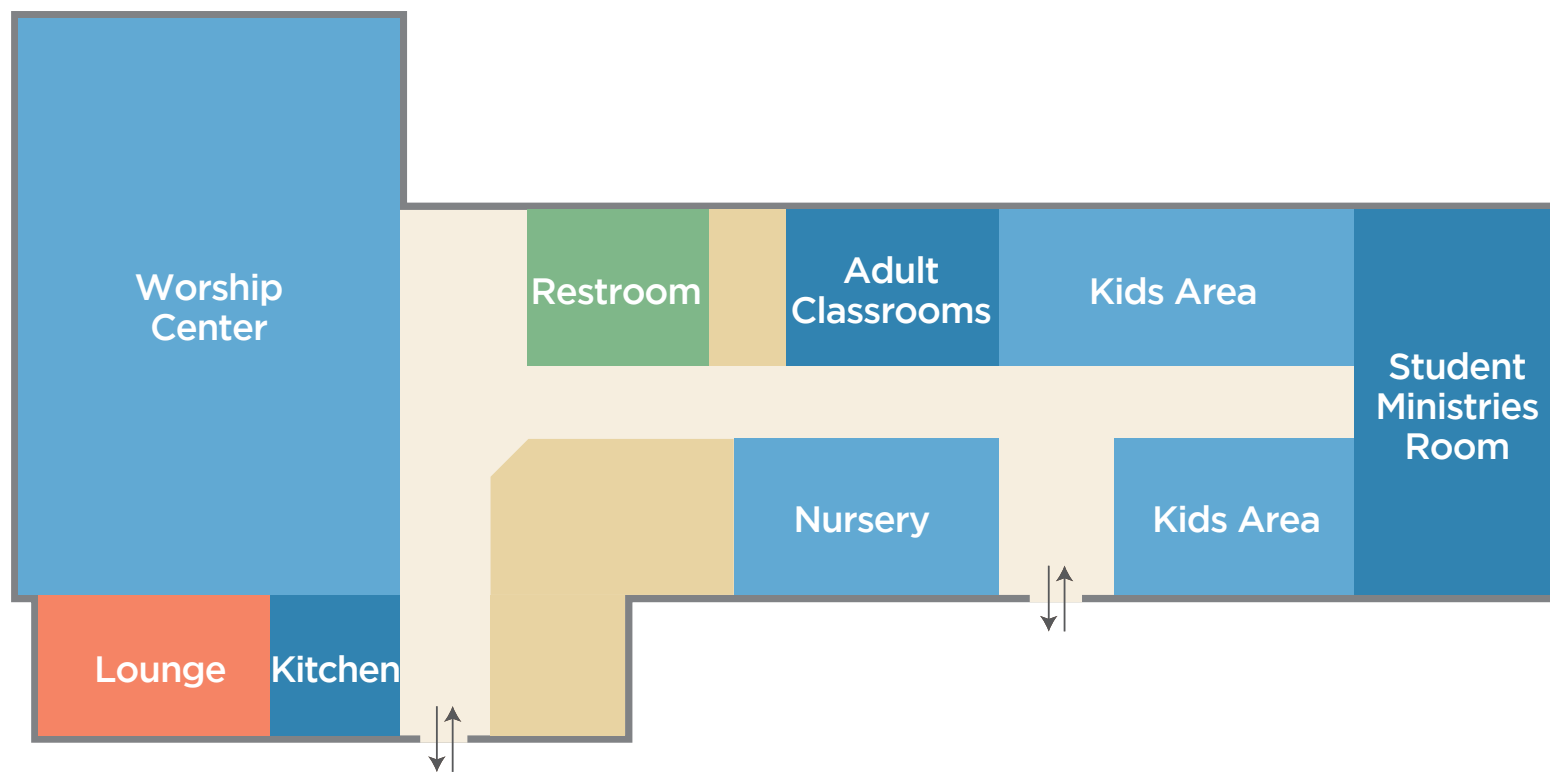 Worship
Center
Restroom
Adult
Classrooms
Kids Area
Student
Ministries
Room
Nursery
Kids Area
Lounge
Kitchen